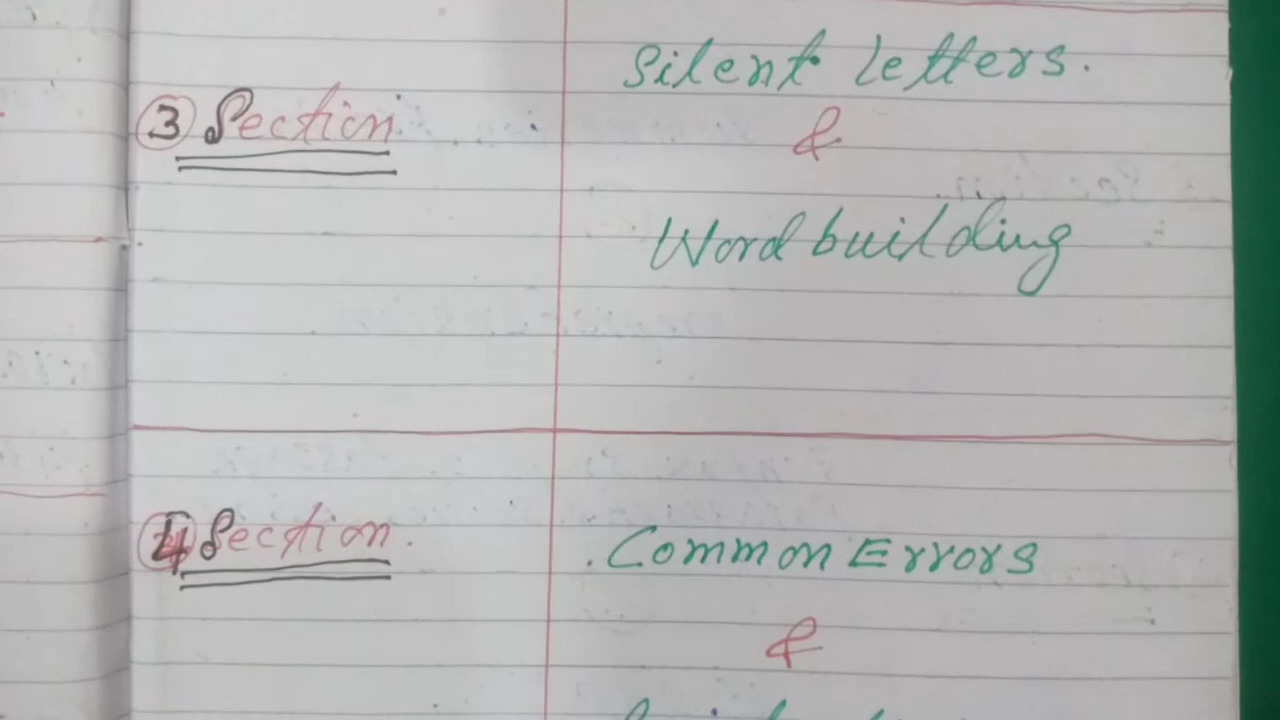 Silent Letters.
③ Section
&
Word building
④ Section.
Common Errors
&